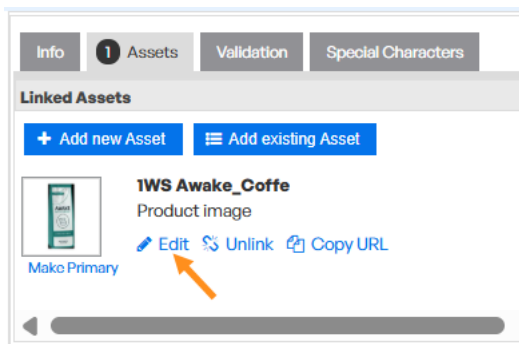 Info
1 Assets
Validation
Special Characters
Linked Assets
+ Add new Asset
Add existing Asset
1WS Awake_Coffe
Product image
Edit Unlink Copy URL
Make Primary